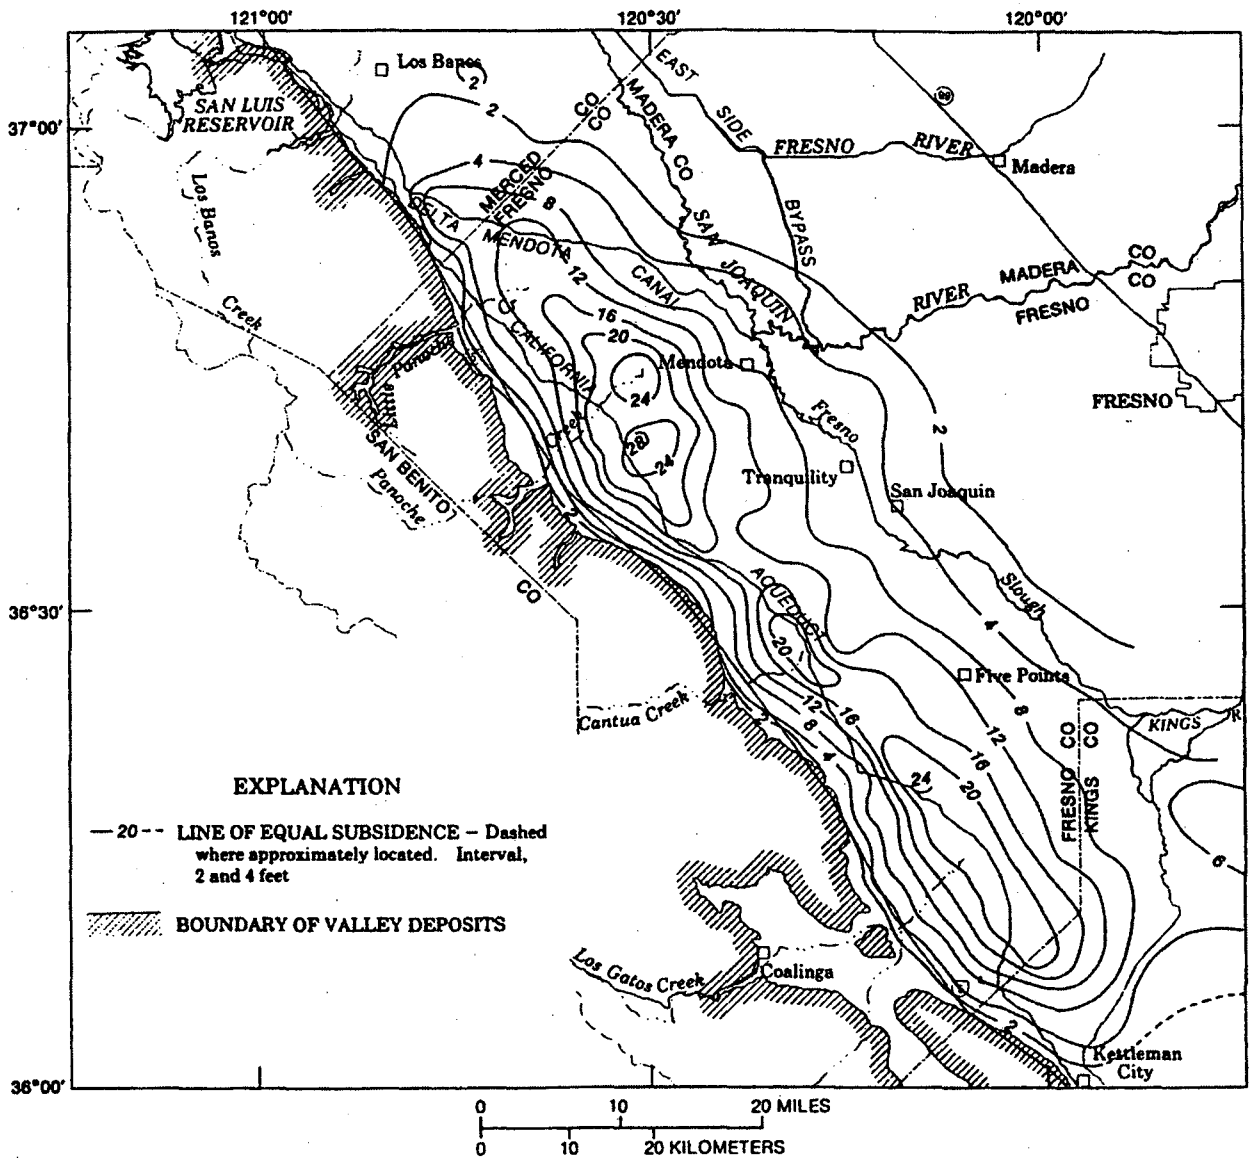 121°00'
120°30'
120°00'
37°00'
36°30'
36°00'
Los Banos
2
2
SAN LUIS
RESERVOIR
Los Banos
Creek
4
MERCED CO
FRESNO CO
8
DELTA
MENDOTA
CANAL
12
16
20
CALIFORNIA
AQUEDUCT
MADERA CO
EAST
SIDE
BYPASS
FRESNO
RIVER
99
Madera
SAN
JOAQUIN
RIVER
MADERA CO
FRESNO CO
FRESNO
Mendota
24
28
24
Little
Panoche
Cr
SAN BENITO
CO
Panoche
Creek
2
Fresno
Slough
Tranquility
San Joaquin
2
4
20
Five Points
8
12
16
20
24
12
16
8
4
2
Cantua Creek
FRESNO CO
KINGS CO
KINGS
R
6
EXPLANATION
20
LINE OF EQUAL SUBSIDENCE – Dashed
where approximately located. Interval,
2 and 4 feet
BOUNDARY OF VALLEY DEPOSITS
Los Gatos Creek
Coalinga
2
Kettleman
City
0 10 20 MILES
0 10 20 KILOMETERS